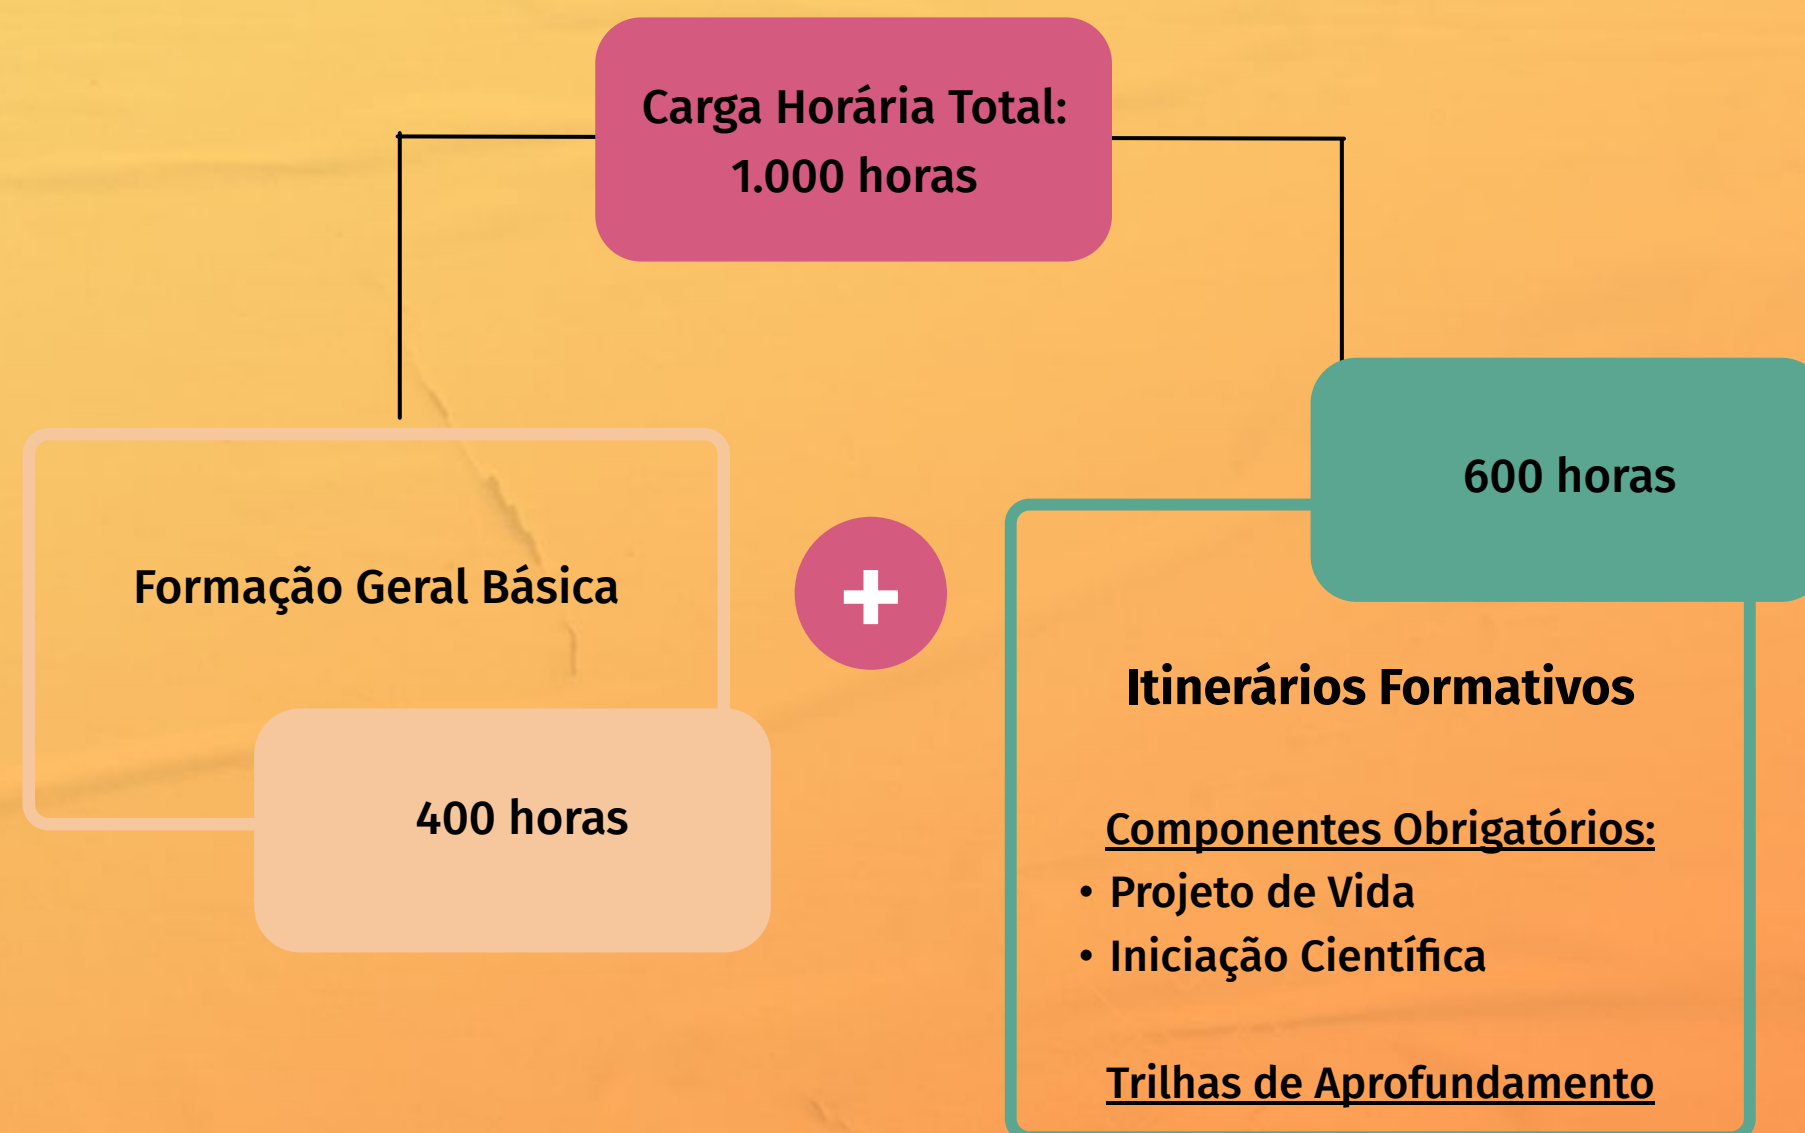 Carga Horária Total:
1.000 horas
Formação Geral Básica
400 horas
+
600 horas
Itinerários Formativos
Componentes Obrigatórios:
• Projeto de Vida
• Iniciação Científica
Trilhas de Aprofundamento